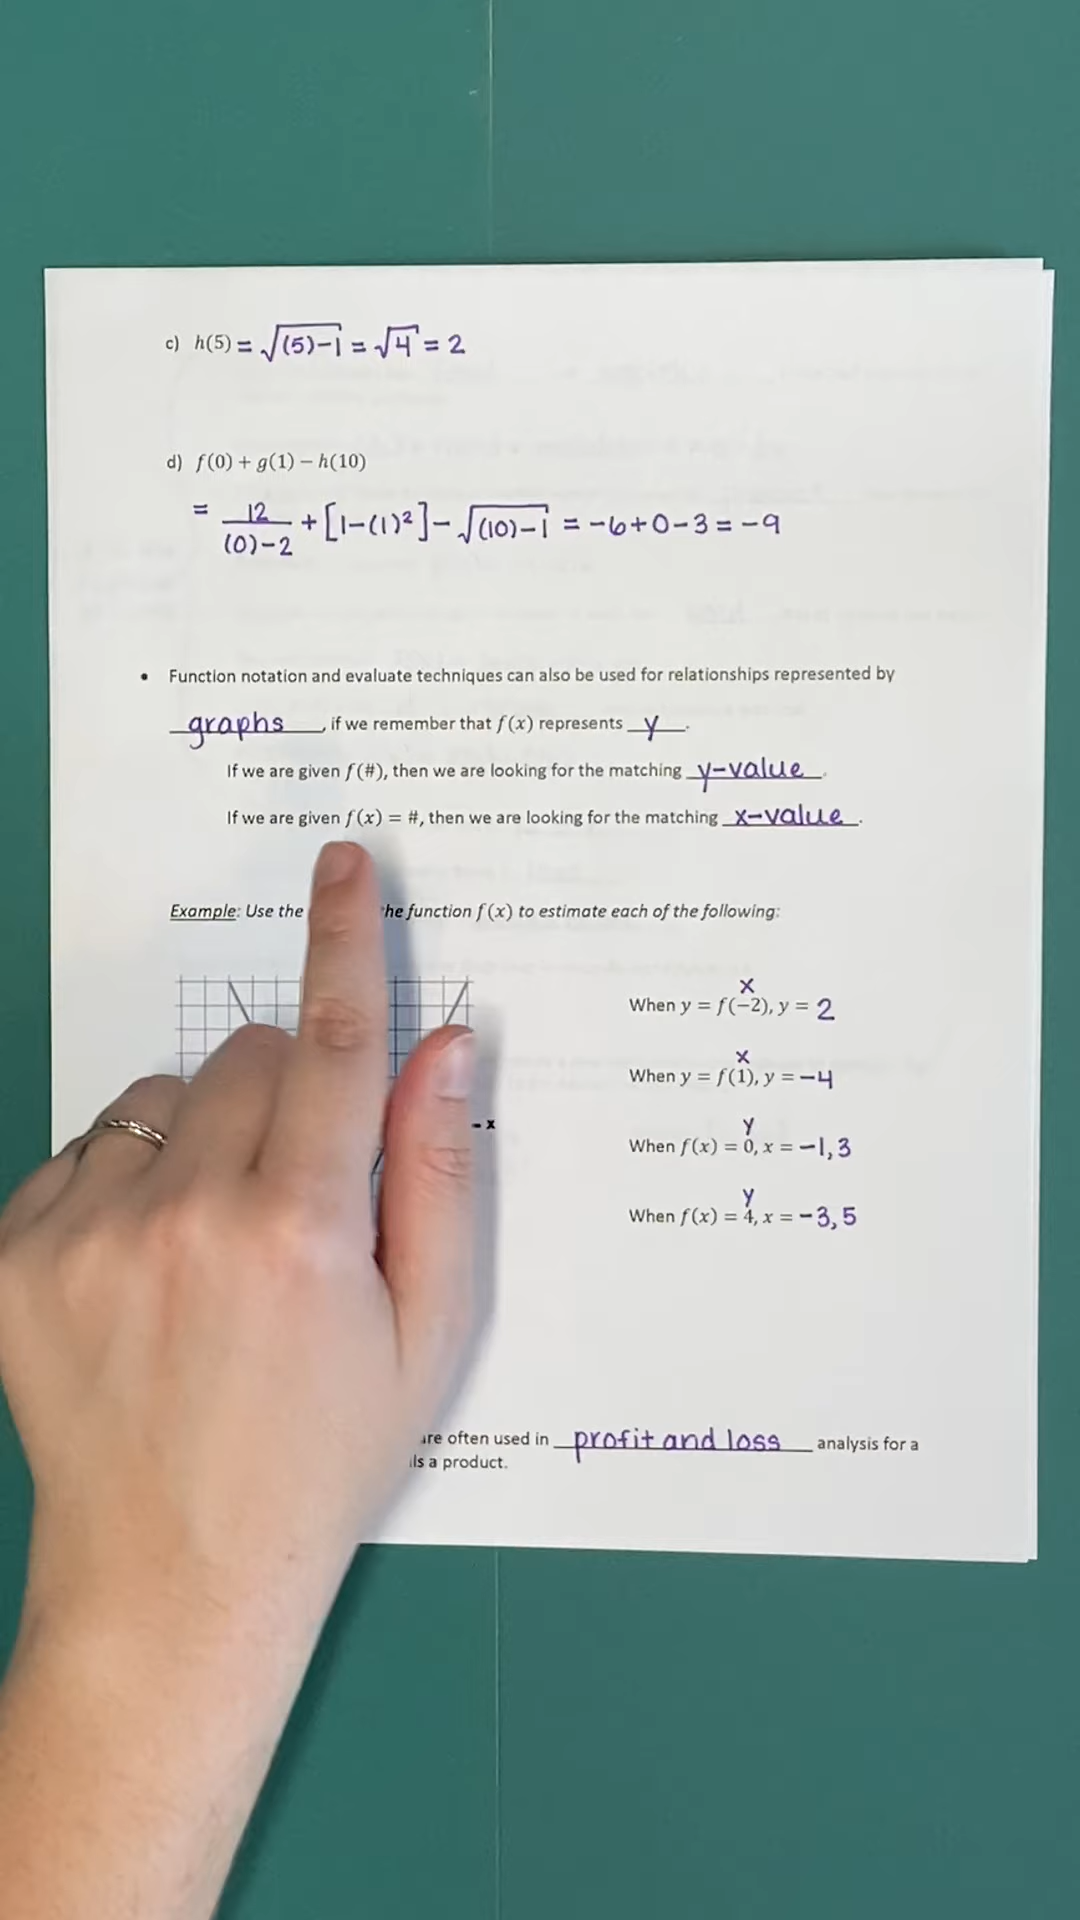 c) h(5) = √(5)−1 = √4 = 2
d) f(0) + g(1) − h(10)
= 12/(0)−2 + [1−(1)²] − √(10)−1 = −6+0−3 = −9
• Function notation and evaluate techniques can also be used for relationships represented by
graphs, if we remember that f(x) represents y.
If we are given f(#), then we are looking for the matching y-value.
If we are given f(x) = #, then we are looking for the matching x-value.
Example: Use the he function f(x) to estimate each of the following:
x
When y = f(−2), y = 2
x
When y = f(1), y = −4
x
y
When f(x) = 0, x = −1, 3
y
When f(x) = 4, x = −3, 5
are often used in profit and loss analysis for a
ls a product.